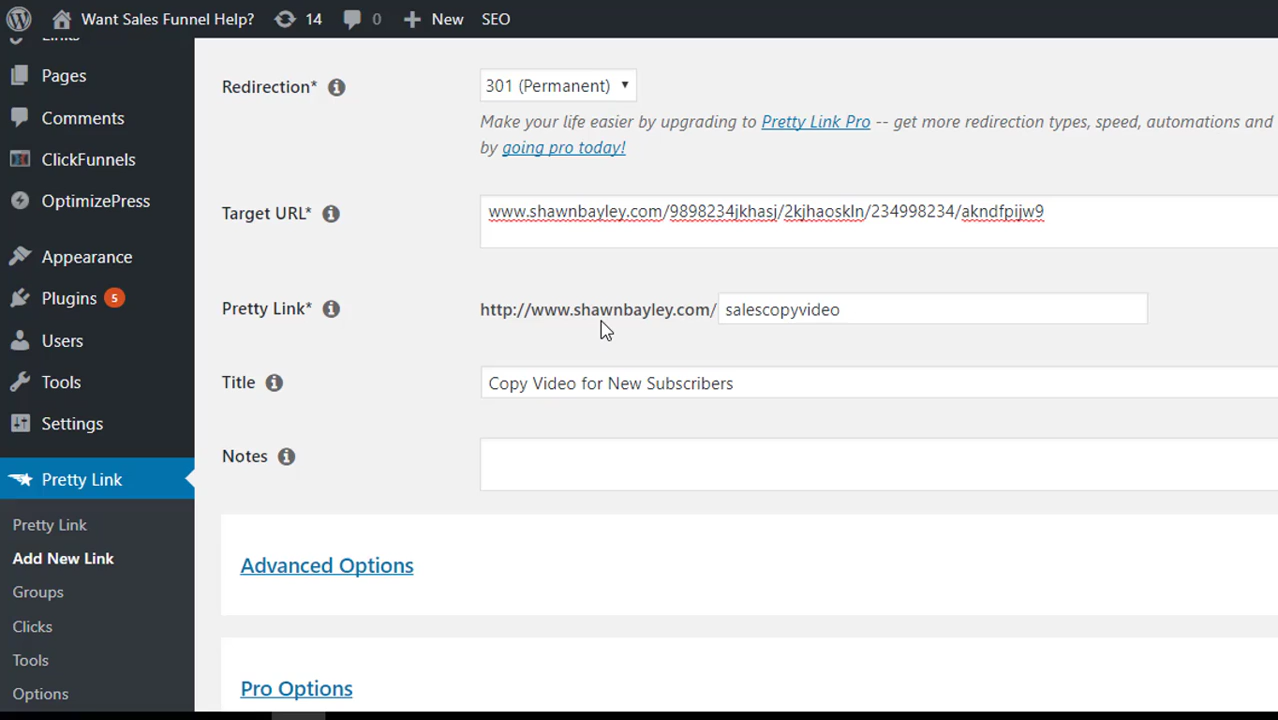 Want Sales Funnel Help? 14 0 New SEO
Links
Pages
Comments
ClickFunnels
OptimizePress
Appearance
Plugins 5
Users
Tools
Settings
Pretty Link
Pretty Link
Add New Link
Groups
Clicks
Tools
Options
Redirection* 301 (Permanent)
Make your life easier by upgrading to Pretty Link Pro -- get more redirection types, speed, automations and
by going pro today!
Target URL* www.shawnbayley.com/9898234jkhasj/2kjhaoskln/234998234/akndfpijw9
Pretty Link* http://www.shawnbayley.com/ salescopyvideo
Title Copy Video for New Subscribers
Notes
Advanced Options
Pro Options